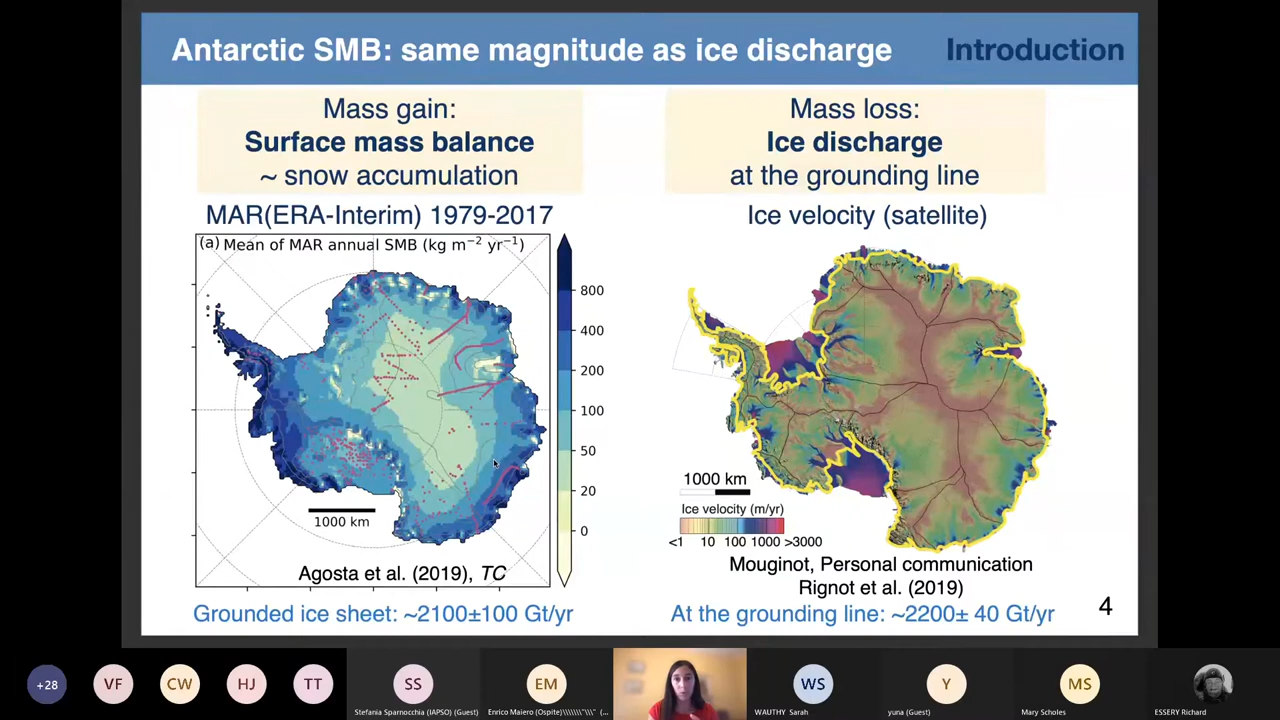 Antarctic SMB: same magnitude as ice discharge
Introduction
Mass gain:
Surface mass balance
~ snow accumulation
MAR(ERA-Interim) 1979-2017
(a) Mean of MAR annual SMB (kg m⁻² yr⁻¹)
800
400
200
100
50
20
0
1000 km
Agosta et al. (2019), TC
Grounded ice sheet: ~2100±100 Gt/yr
Mass loss:
Ice discharge
at the grounding line
Ice velocity (satellite)
1000 km
Ice velocity (m/yr)
<1 10 100 1000 >3000
Mouginot, Personal communication
Rignot et al. (2019)
At the grounding line: ~2200± 40 Gt/yr
4
+28
VF
CW
HJ
TT
SS
Stefania Sparnocchia (IAPSO) (Guest)
EM
Enrico Maiero (Ospite)\\\\\\\"\\\" (...
WS
WAUTHY Sarah
Y
yuna (Guest)
MS
Mary Scholes
ESSERY Richard